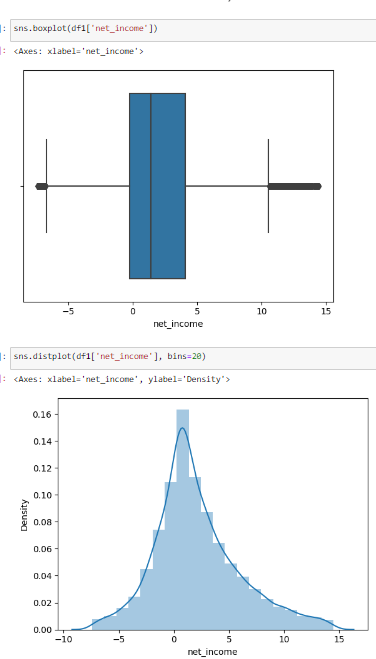 ]: sns.boxplot(df1['net_income'])
]: <Axes: xlabel='net_income'>
−5 0 5 10 15
net_income
]: sns.distplot(df1['net_income'], bins=20)
]: <Axes: xlabel='net_income', ylabel='Density'>
0.16
0.14
0.12
0.10
0.08
0.06
0.04
0.02
0.00
Density
−10 −5 0 5 10 15
net_income